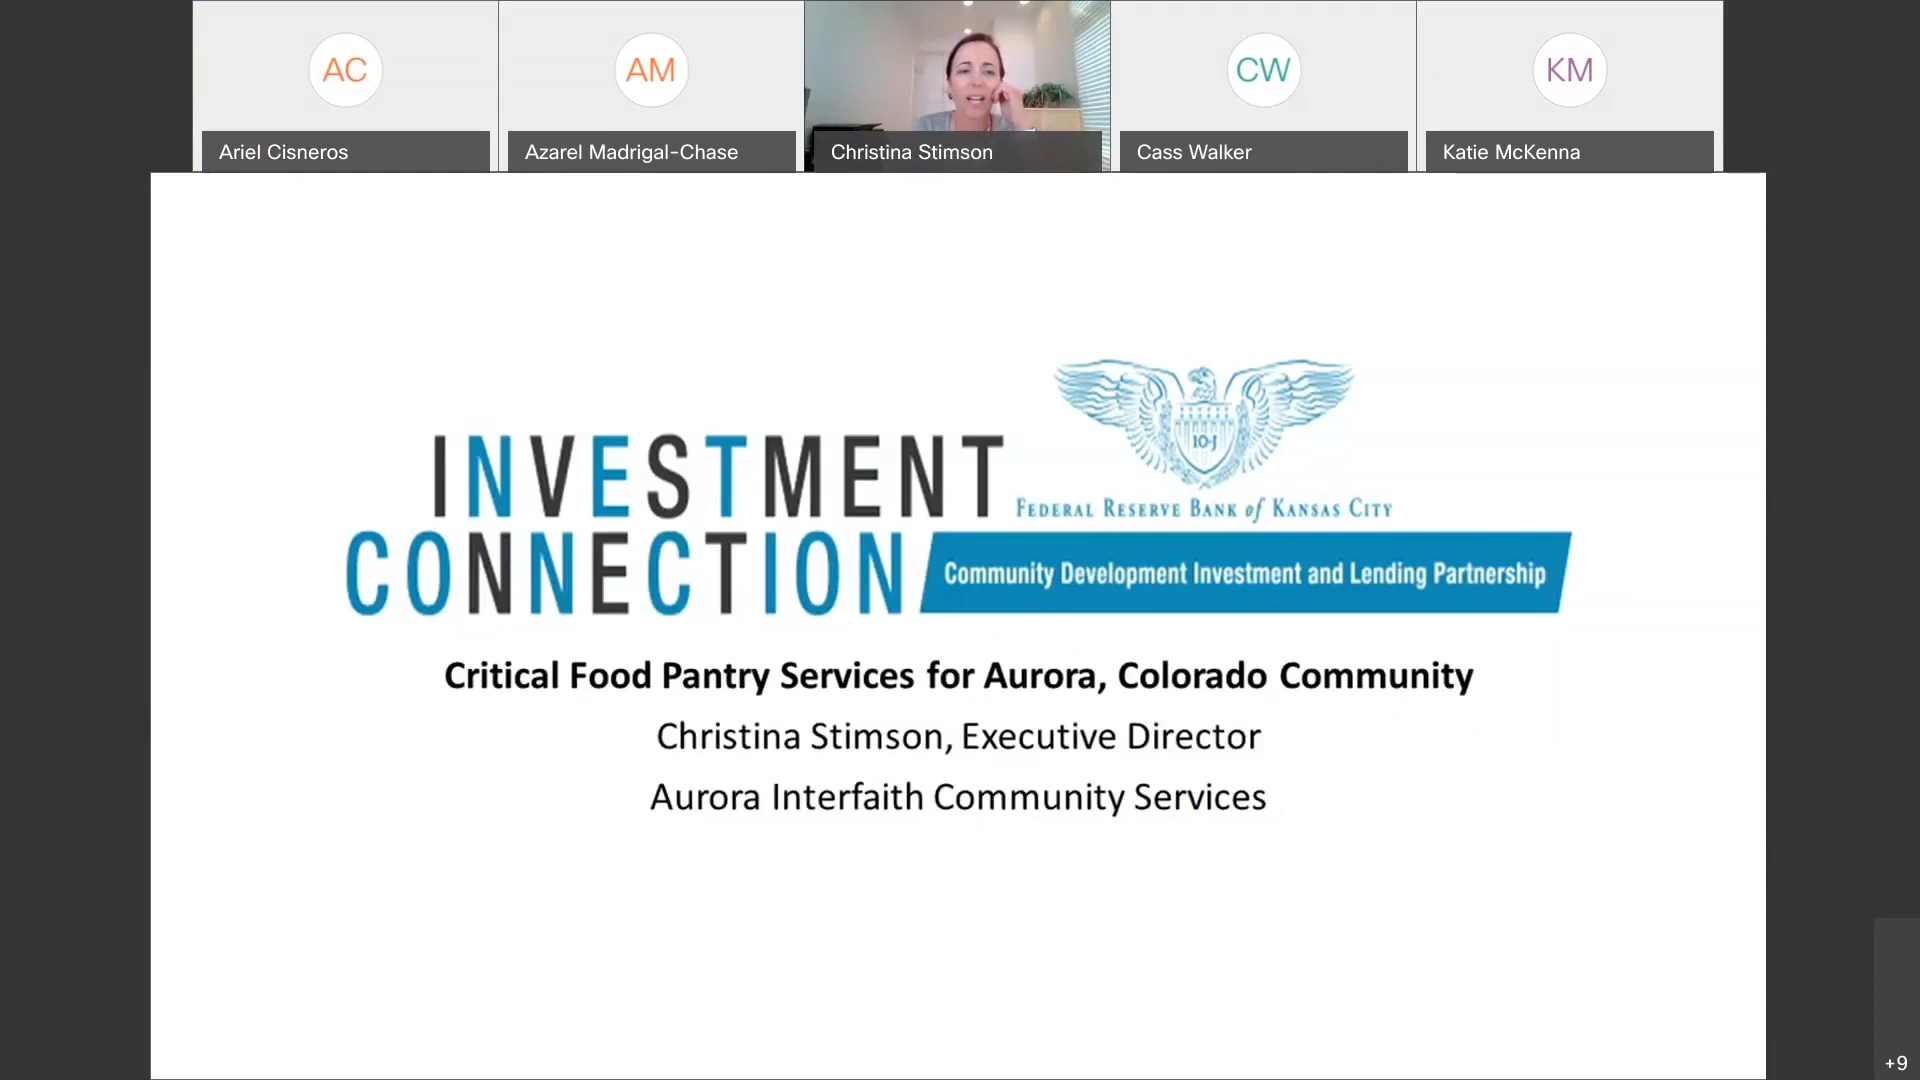 AC
AM
CW
KM
Ariel Cisneros
Azarel Madrigal-Chase
Christina Stimson
Cass Walker
Katie McKenna
10-J
INVESTMENT
FEDERAL RESERVE BANK of KANSAS CITY
CONNECTION
Community Development Investment and Lending Partnership
Critical Food Pantry Services for Aurora, Colorado Community
Christina Stimson, Executive Director
Aurora Interfaith Community Services
+9